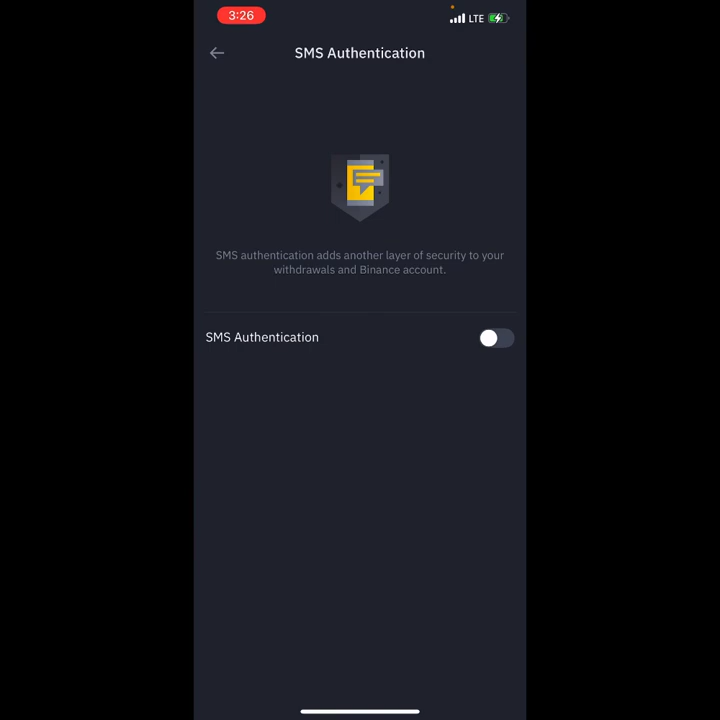 3:26
LTE
SMS Authentication
SMS authentication adds another layer of security to your
withdrawals and Binance account.
SMS Authentication